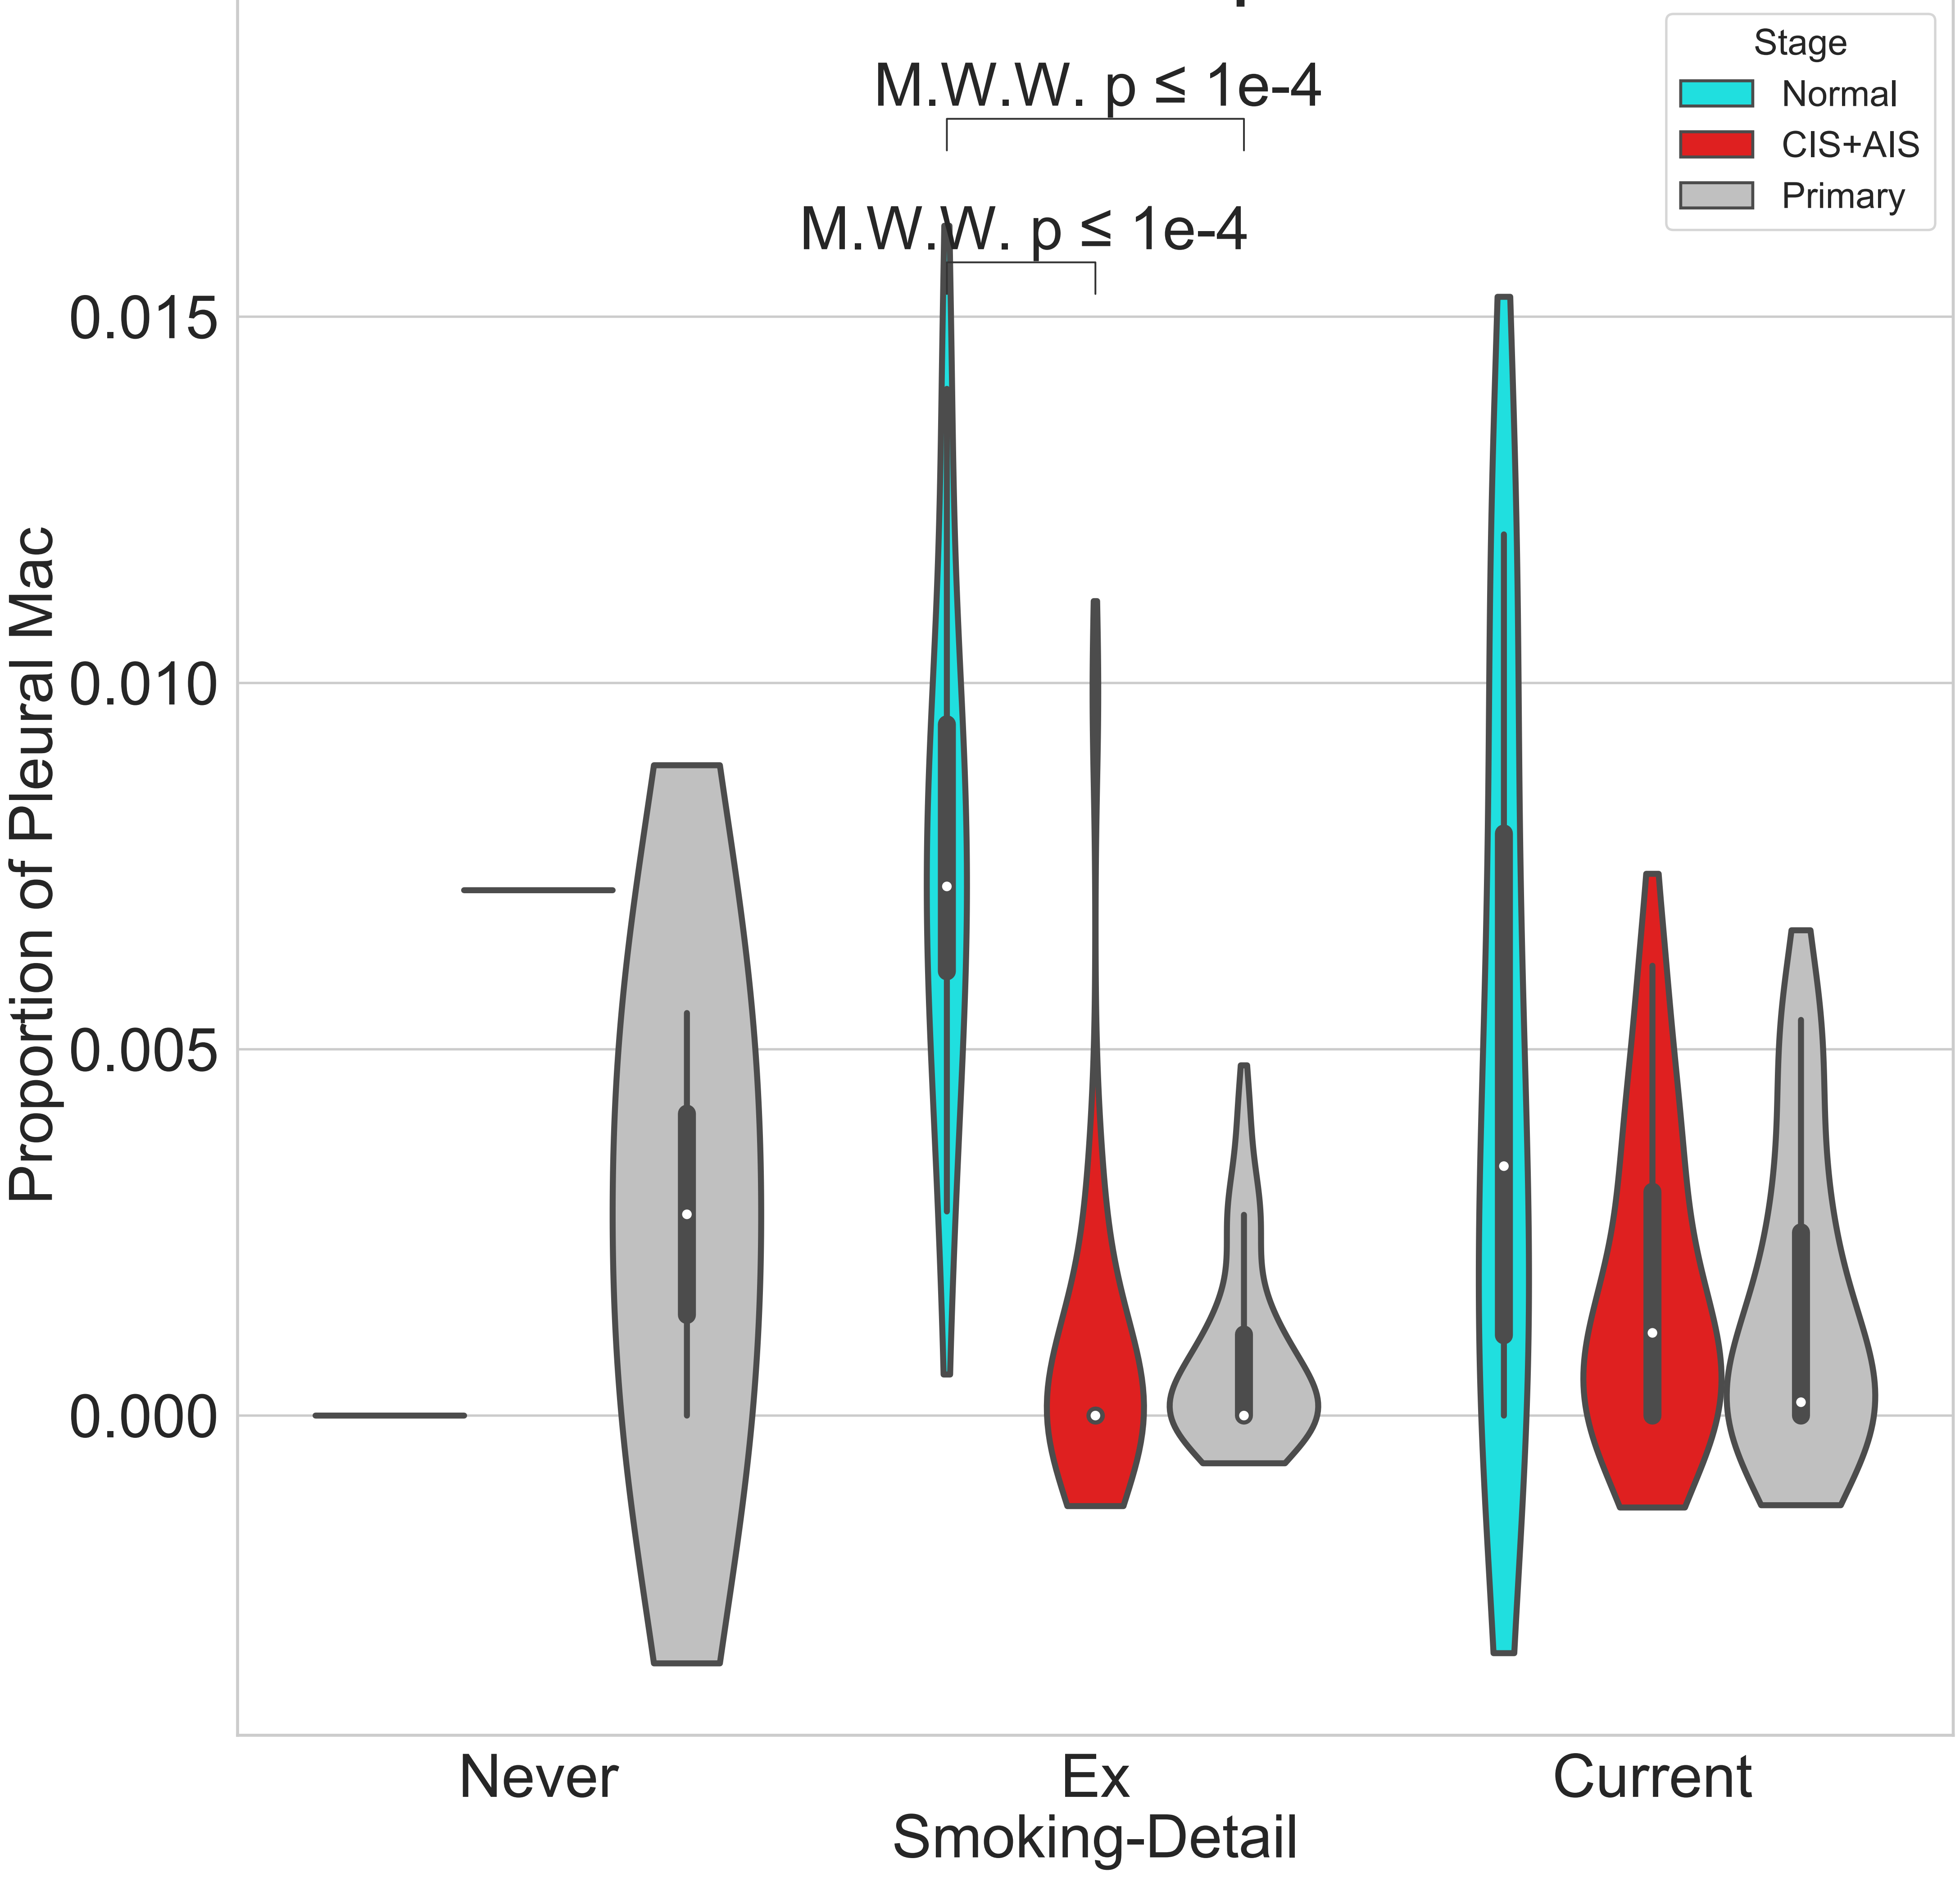 M.W.W. p ≤ 1e-4
M.W.W. p ≤ 1e-4
Stage
Normal
CIS+AIS
Primary
Proportion of Pleural Mac
0.015
0.010
0.005
0.000
Never
Ex
Current
Smoking-Detail